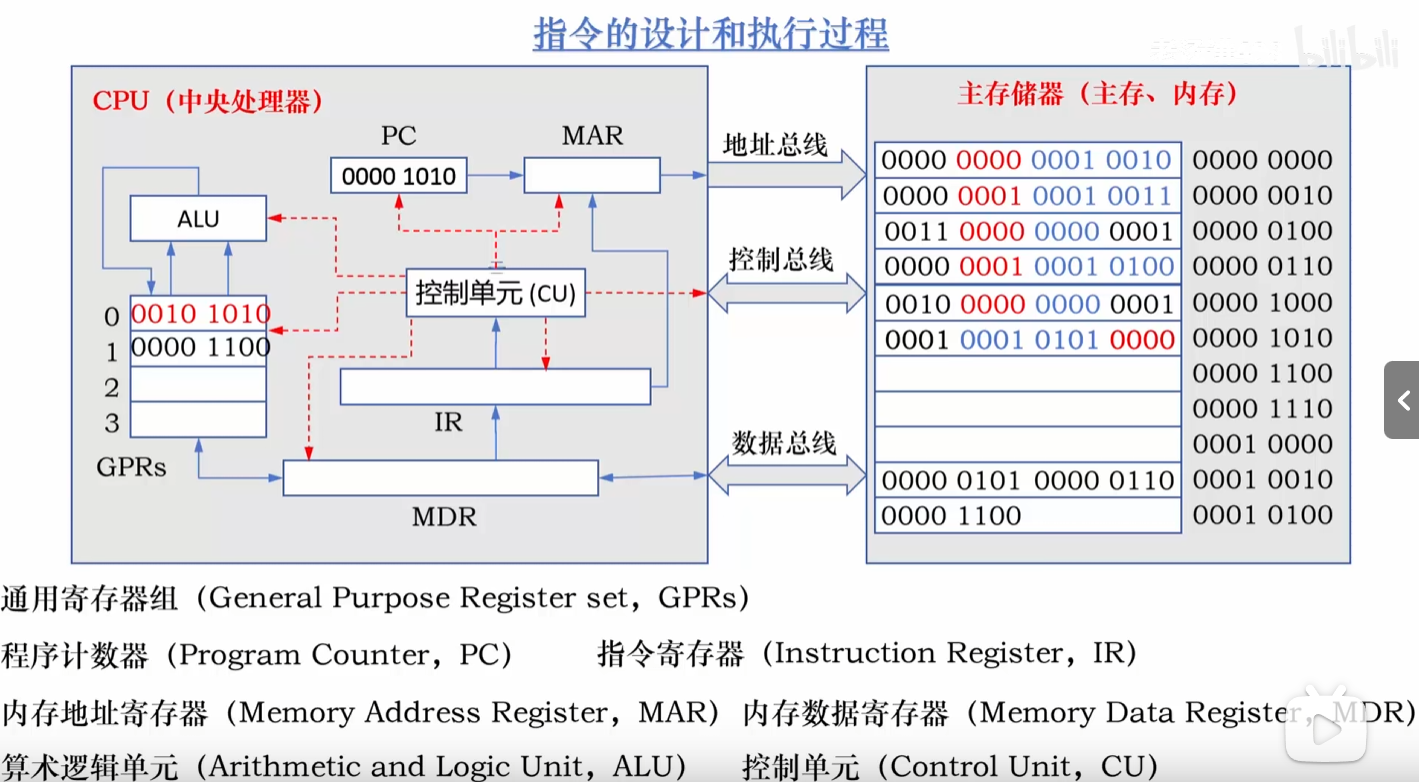 指令的设计和执行过程
bilibili
CPU（中央处理器）
PC
MAR
0000 1010
ALU
控制单元 (CU)
0 0010 1010
1 0000 1100
2
3
GPRs
IR
MDR
地址总线
控制总线
数据总线
主存储器（主存、内存）
0000 0000 0001 0010 0000 0000
0000 0001 0001 0011 0000 0010
0011 0000 0000 0001 0000 0100
0000 0001 0001 0100 0000 0110
0010 0000 0000 0001 0000 1000
0001 0001 0101 0000 0000 1010
0000 1100
0000 1110
0001 0000
0000 0101 0000 0110 0001 0010
0000 1100 0001 0100
通用寄存器组（General Purpose Register set，GPRs）
程序计数器（Program Counter，PC） 指令寄存器（Instruction Register，IR）
内存地址寄存器（Memory Address Register，MAR） 内存数据寄存器（Memory Data Register，MDR）
算术逻辑单元（Arithmetic and Logic Unit，ALU） 控制单元（Control Unit，CU）